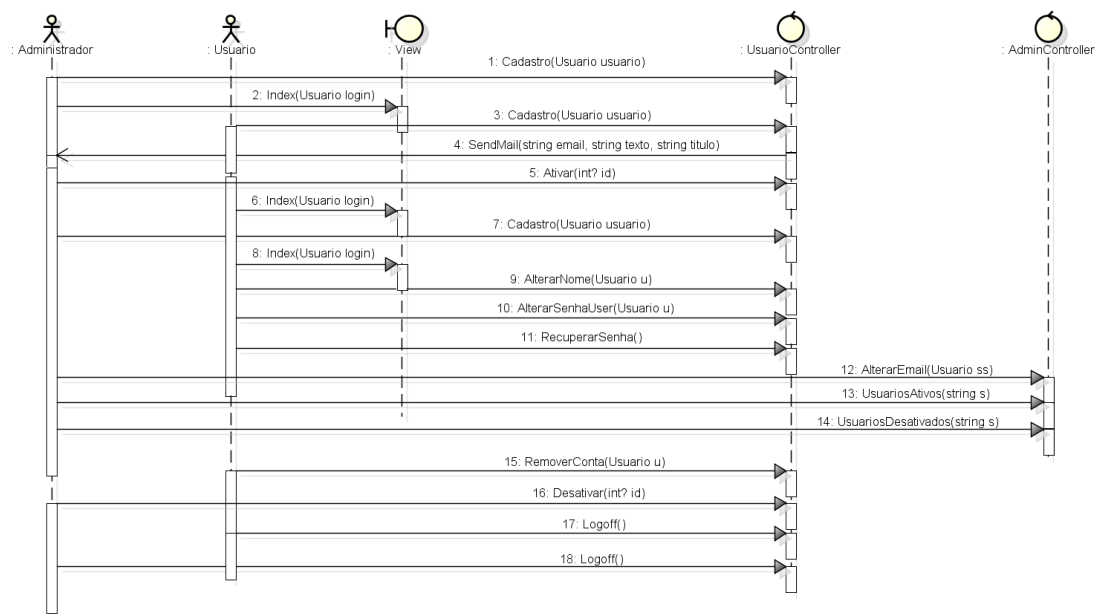 : Administrador
: Usuario
: View
: UsuarioController
: AdminController
1: Cadastro(Usuario usuario)
2: Index(Usuario login)
3: Cadastro(Usuario usuario)
4: SendMail(string email, string texto, string titulo)
5: Ativar(int? id)
6: Index(Usuario login)
7: Cadastro(Usuario usuario)
8: Index(Usuario login)
9: AlterarNome(Usuario u)
10: AlterarSenhaUser(Usuario u)
11: RecuperarSenha()
12: AlterarEmail(Usuario ss)
13: UsuariosAtivos(string s)
14: UsuariosDesativados(string s)
15: RemoverConta(Usuario u)
16: Desativar(int? id)
17: Logoff()
18: Logoff()